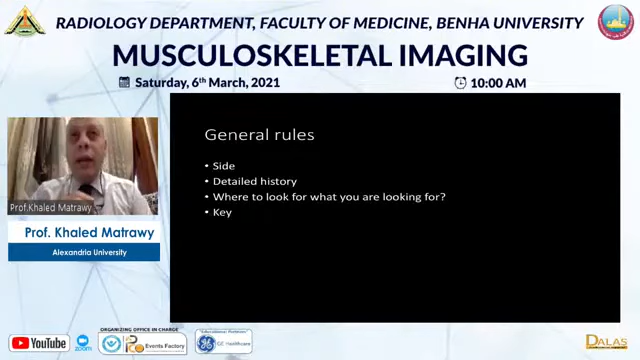 RADIOLOGY DEPARTMENT, FACULTY OF MEDICINE, BENHA UNIVERSITY
MUSCULOSKELETAL IMAGING
Saturday, 6th March, 2021
10:00 AM
General rules
• Side
• Detailed history
• Where to look for what you are looking for?
• Key
Prof.Khaled Matrawy
Prof. Khaled Matrawy
Alexandria University
ORGANIZING OFFICE IN CHARGE
YouTube
zoom
Events Factory
GE Healthcare
DALAS